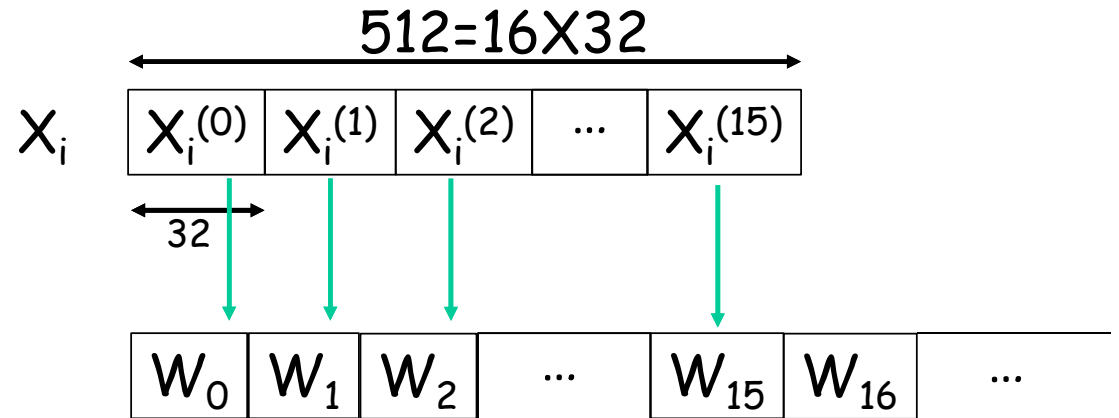 512=16X32
Xᵢ Xᵢ⁽⁰⁾ Xᵢ⁽¹⁾ Xᵢ⁽²⁾ ... Xᵢ⁽¹⁵⁾
32
W₀ W₁ W₂ ... W₁₅ W₁₆ ...